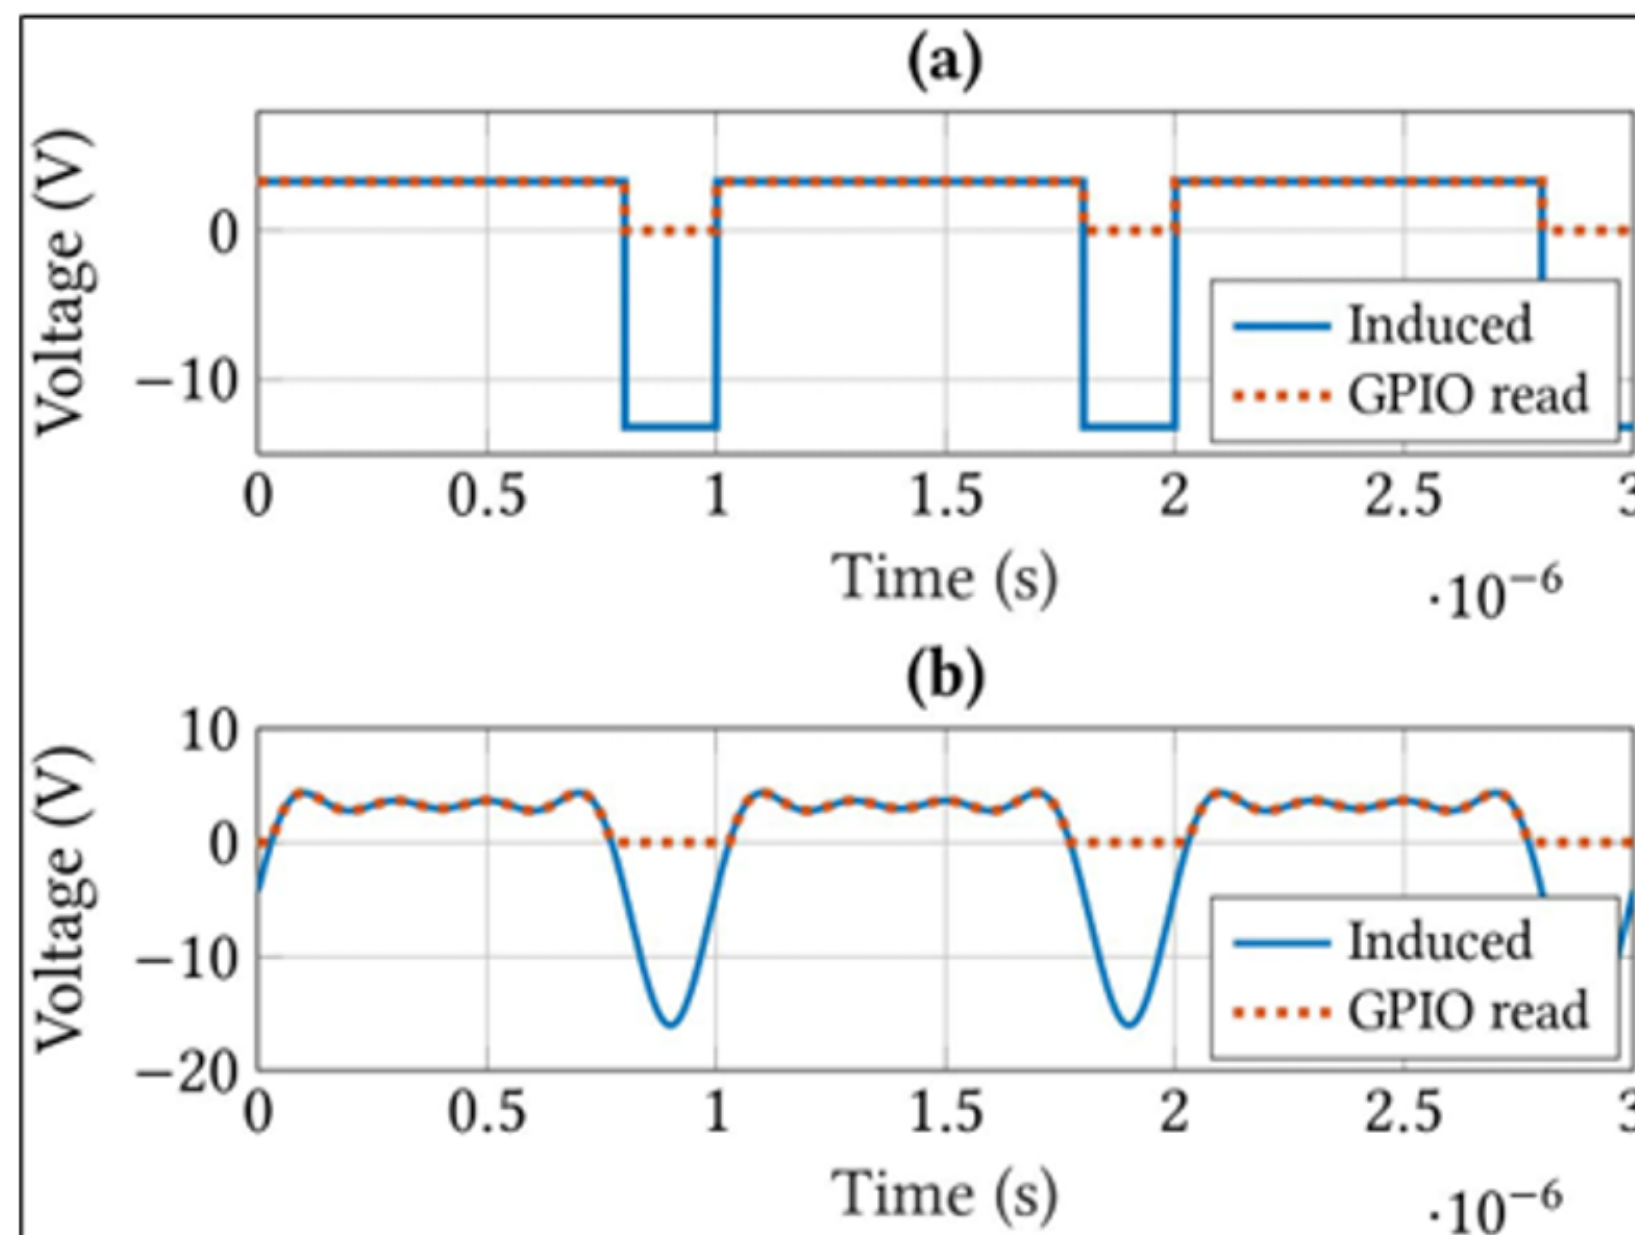 (a)
Voltage (V)
0
−10
Induced
GPIO read
0 0.5 1 1.5 2 2.5 3
Time (s)
·10⁻⁶
(b)
Voltage (V)
10
0
−10
−20
Induced
GPIO read
0 0.5 1 1.5 2 2.5 3
Time (s)
·10⁻⁶